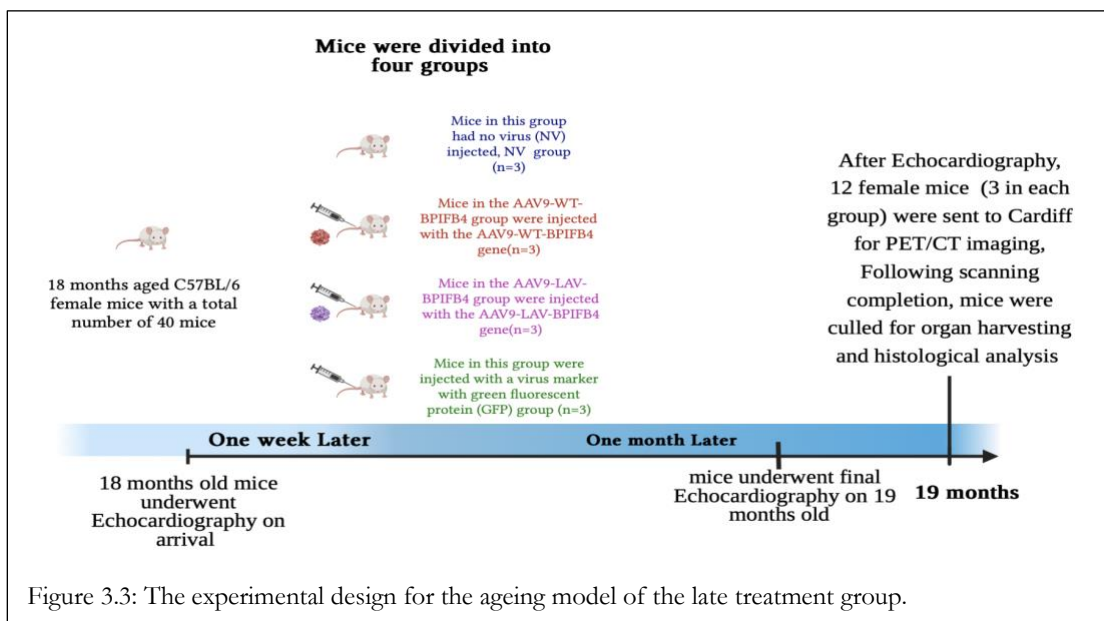 Mice were divided into
four groups
Mice in this group
had no virus (NV)
injected, NV group
(n=3)
Mice in the AAV9-WT-
BPIFB4 group were injected
with the AAV9-WT-BPIFB4
gene(n=3)
Mice in the AAV9-LAV-
BPIFB4 group were injected
with the AAV9-LAV-BPIFB4
gene(n=3)
Mice in this group were
injected with a virus marker
with green fluorescent
protein (GFP) group (n=3)
18 months aged C57BL/6
female mice with a total
number of 40 mice
After Echocardiography,
12 female mice (3 in each
group) were sent to Cardiff
for PET/CT imaging,
Following scanning
completion, mice were
culled for organ harvesting
and histological analysis
One week Later
One month Later
18 months old mice
underwent
Echocardiography on
arrival
mice underwent final
Echocardiography on 19
months old
19 months
Figure 3.3: The experimental design for the ageing model of the late treatment group.